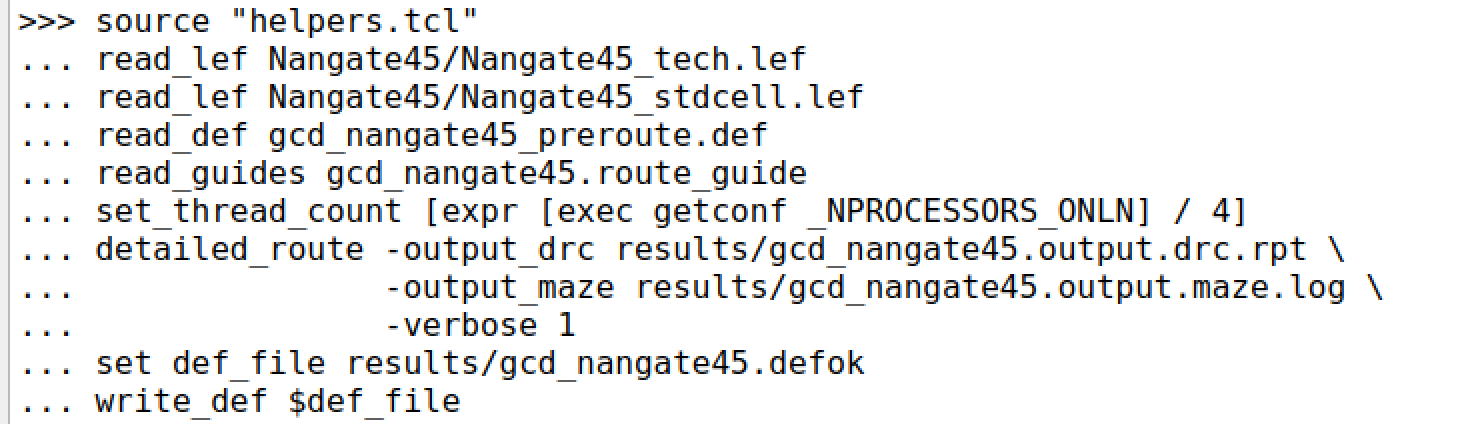 >>> source "helpers.tcl"
... read_lef Nangate45/Nangate45_tech.lef
... read_lef Nangate45/Nangate45_stdcell.lef
... read_def gcd_nangate45_preroute.def
... read_guides gcd_nangate45.route_guide
... set_thread_count [expr [exec getconf _NPROCESSORS_ONLN] / 4]
... detailed_route -output_drc results/gcd_nangate45.output.drc.rpt \
...                -output_maze results/gcd_nangate45.output.maze.log \
...                -verbose 1
... set def_file results/gcd_nangate45.defok
... write_def $def_file